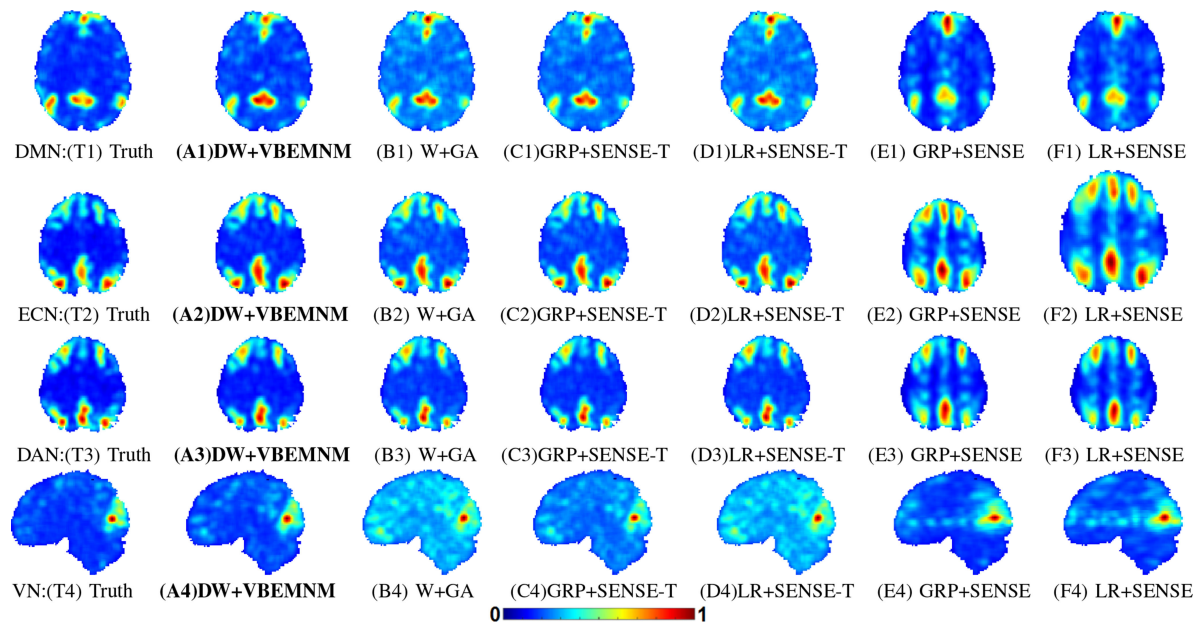 DMN:(T1) Truth (A1)DW+VBEMNM (B1) W+GA (C1)GRP+SENSE-T (D1)LR+SENSE-T (E1) GRP+SENSE (F1) LR+SENSE
ECN:(T2) Truth (A2)DW+VBEMNM (B2) W+GA (C2)GRP+SENSE-T (D2)LR+SENSE-T (E2) GRP+SENSE (F2) LR+SENSE
DAN:(T3) Truth (A3)DW+VBEMNM (B3) W+GA (C3)GRP+SENSE-T (D3)LR+SENSE-T (E3) GRP+SENSE (F3) LR+SENSE
VN:(T4) Truth (A4)DW+VBEMNM (B4) W+GA (C4)GRP+SENSE-T (D4)LR+SENSE-T (E4) GRP+SENSE (F4) LR+SENSE
0 1